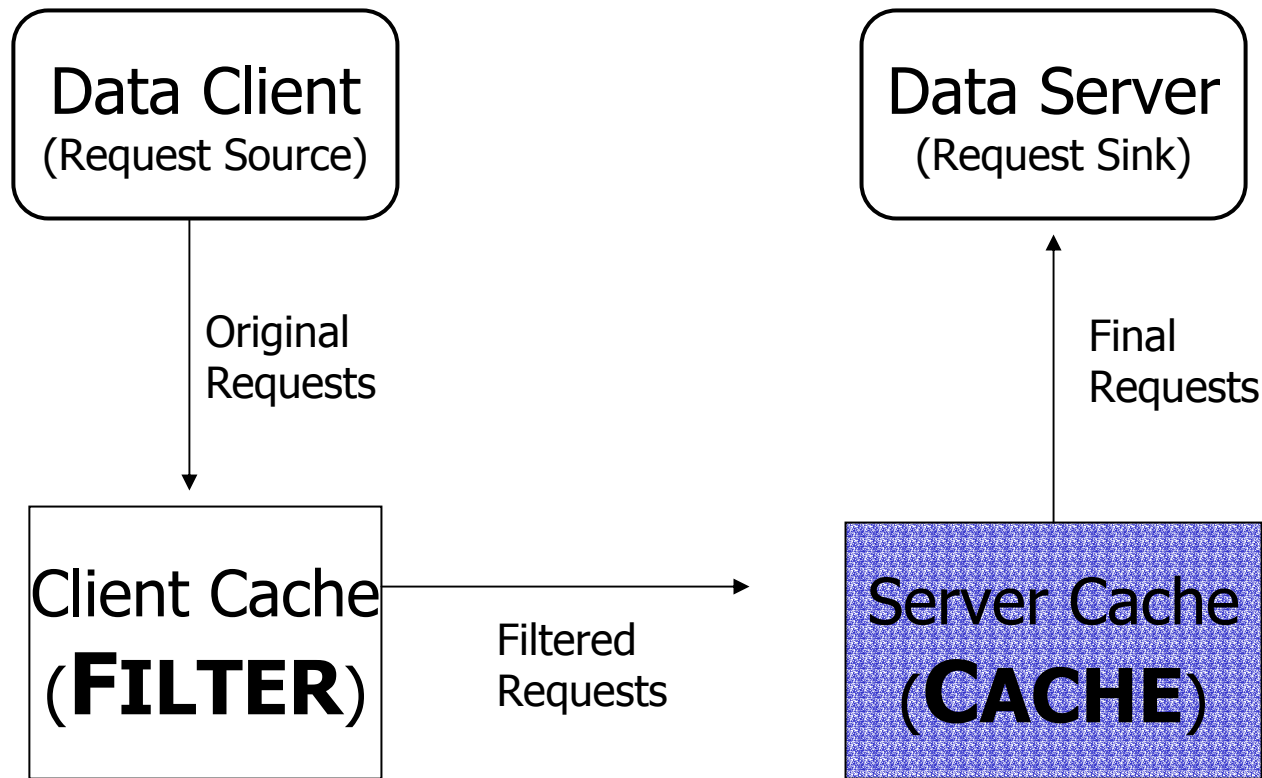 Data Client
(Request Source)
Data Server
(Request Sink)
Original
Requests
Final
Requests
Client Cache
(FILTER)
Filtered
Requests
Server Cache
(CACHE)